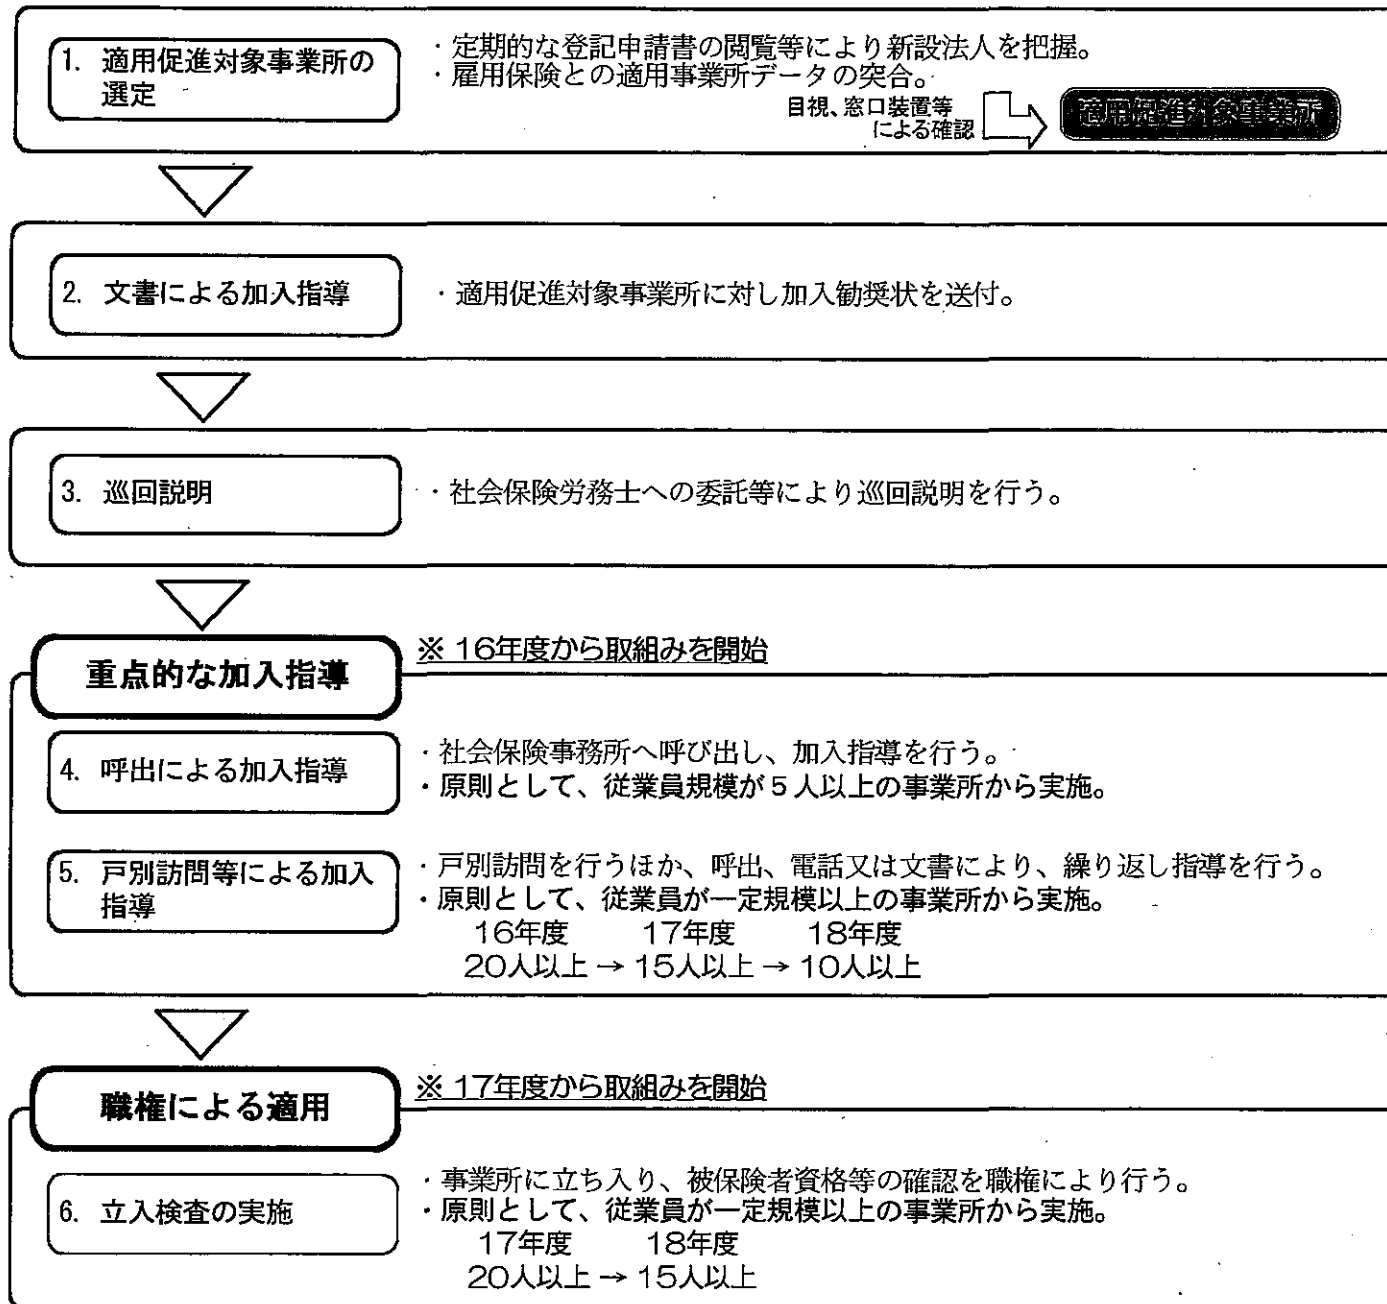 1. 適用促進対象事業所の
選定
・定期的な登記申請書の閲覧等により新設法人を把握。
・雇用保険との適用事業所データの突合。
目視、窓口装置等
による確認
適用促進対象事業所
2. 文書による加入指導
・適用促進対象事業所に対し加入勧奨状を送付。
3. 巡回説明
・社会保険労務士への委託等により巡回説明を行う。
重点的な加入指導
※ 16年度から取組みを開始
4. 呼出による加入指導
・社会保険事務所へ呼び出し、加入指導を行う。
・原則として、従業員規模が5人以上の事業所から実施。
5. 戸別訪問等による加入
指導
・戸別訪問を行うほか、呼出、電話又は文書により、繰り返し指導を行う。
・原則として、従業員が一定規模以上の事業所から実施。
16年度 17年度 18年度
20人以上 → 15人以上 → 10人以上
職権による適用
※ 17年度から取組みを開始
6. 立入検査の実施
・事業所に立ち入り、被保険者資格等の確認を職権により行う。
・原則として、従業員が一定規模以上の事業所から実施。
17年度 18年度
20人以上 → 15人以上